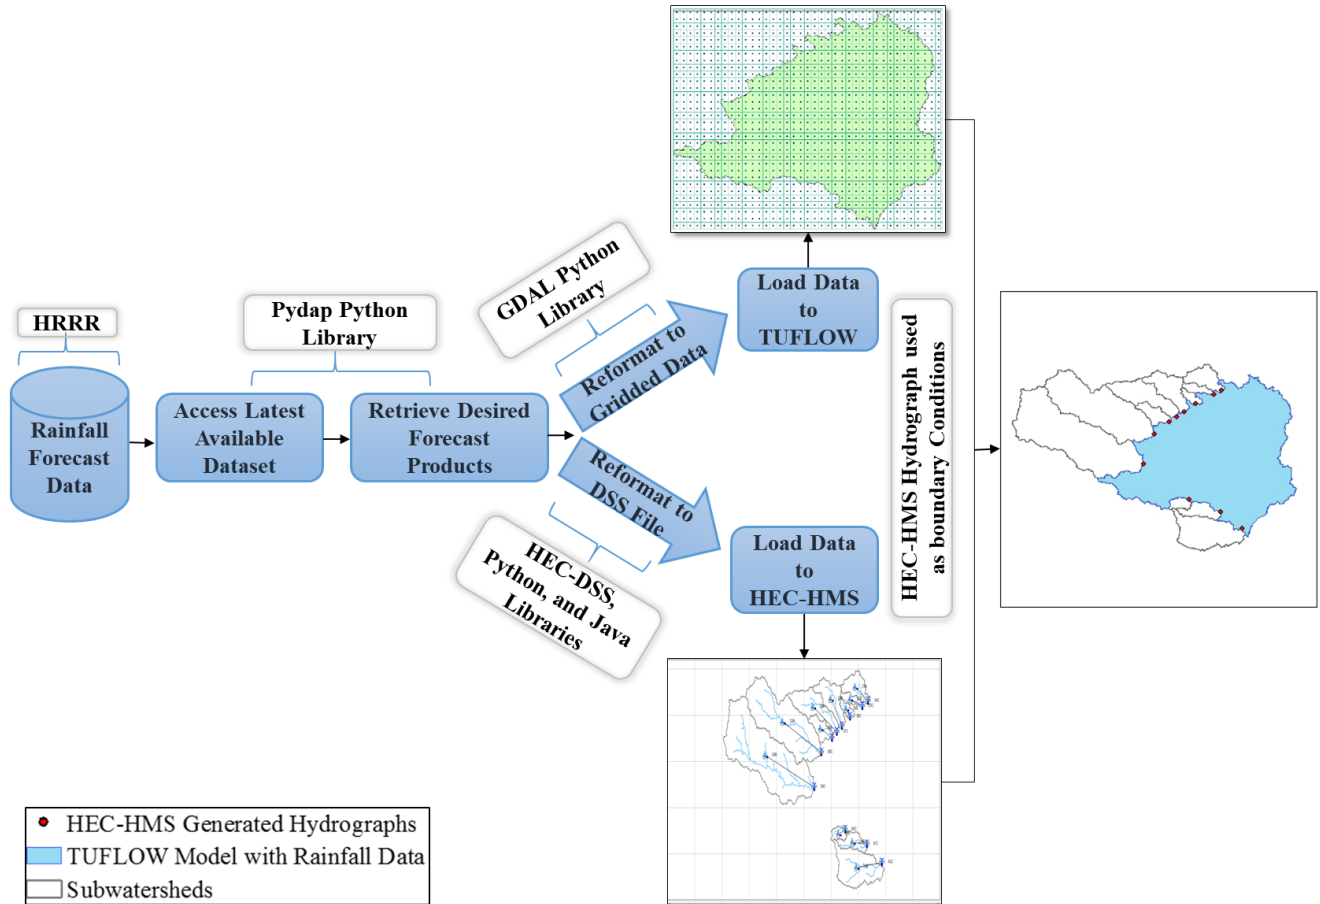 HRRR
Rainfall
Forecast
Data
Pydap Python
Library
Access Latest
Available
Dataset
Retrieve Desired
Forecast
Products
GDAL Python
Library
Reformat to
Gridded Data
Load Data
to
TUFLOW
Reformat to
DSS File
HEC-DSS,
Python, and Java
Libraries
Load Data
to
HEC-HMS
HEC-HMS Hydrograph used
as boundary Conditions
HEC-HMS Generated Hydrographs
TUFLOW Model with Rainfall Data
Subwatersheds